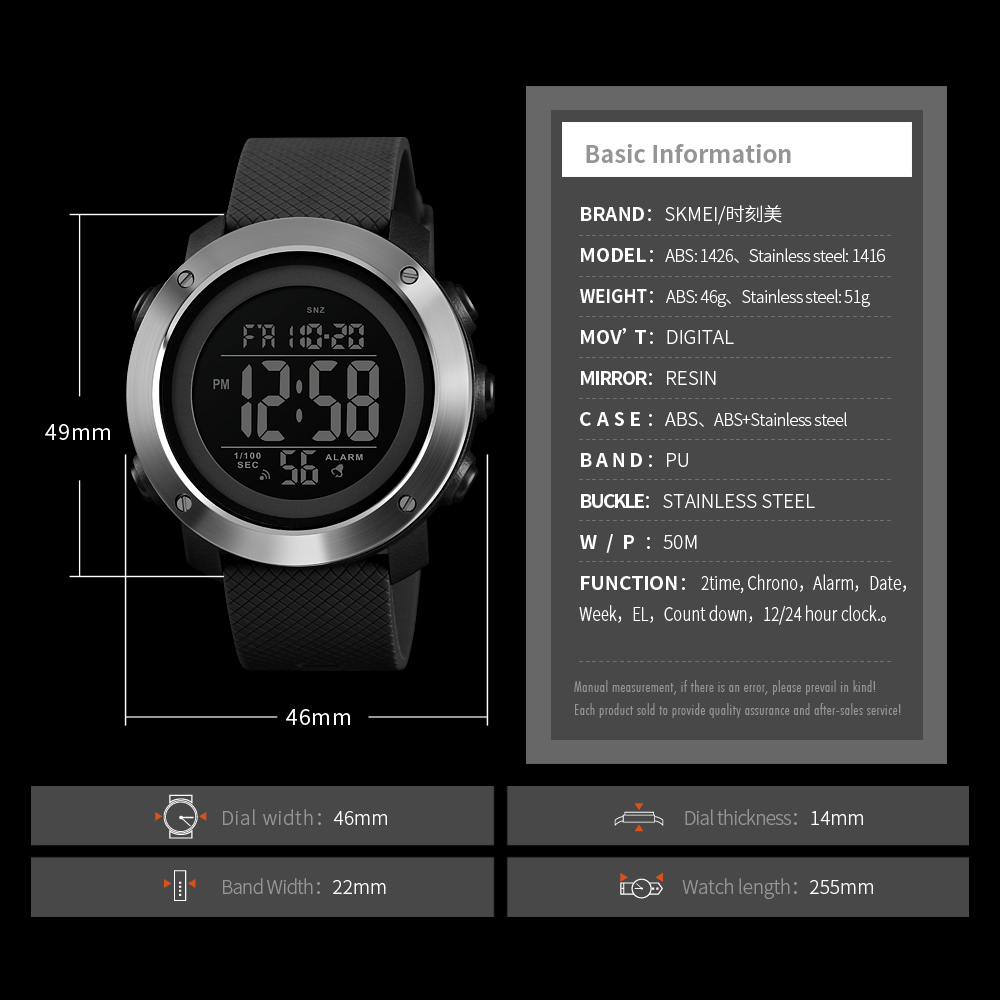 SNZ
FR 110-20
PM 12:58
1/100 SEC 56 ALARM
49mm
46mm
Basic Information
BRAND： SKMEI/时刻美
MODEL： ABS: 1426、Stainless steel: 1416
WEIGHT： ABS: 46g、Stainless steel: 51g
MOV’ T： DIGITAL
MIRROR： RESIN
CASE： ABS、ABS+Stainless steel
BAND： PU
BUCKLE： STAINLESS STEEL
W / P ： 50M
FUNCTION： 2time, Chrono，Alarm，Date，
Week，EL，Count down，12/24 hour clock.。
Manual measurement, if there is an error, please prevail in kind!
Each product sold to provide quality assurance and after-sales service!
Dial width： 46mm
Dial thickness： 14mm
Band Width： 22mm
Watch length： 255mm